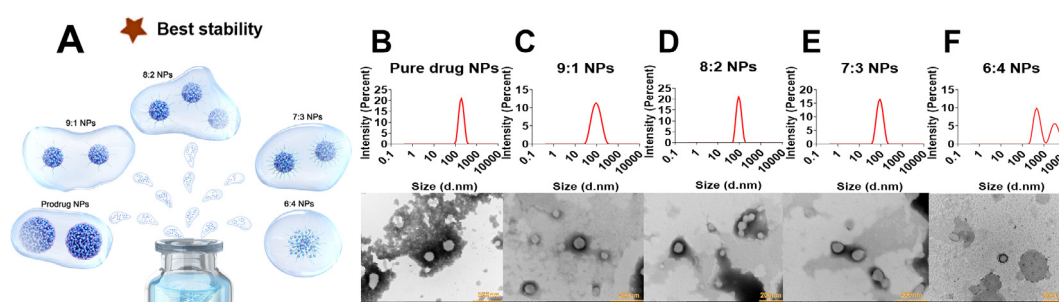 A
Best stability
8:2 NPs
9:1 NPs
7:3 NPs
Prodrug NPs
6:4 NPs
B
Pure drug NPs
Intensity (Percent)
25
20
15
10
5
0
0.1
1
10
100
1000
10000
Size (d.nm)
C
9:1 NPs
Intensity (Percent)
15
10
5
0
0.1
1
10
100
1000
10000
Size (d.nm)
D
8:2 NPs
Intensity (Percent)
25
20
15
10
5
0
0.1
1
10
100
1000
10000
Size (d.nm)
200 nm
E
7:3 NPs
Intensity (Percent)
20
15
10
5
0
0.1
1
10
100
1000
10000
Size (d.nm)
200 nm
F
6:4 NPs
Intensity (Percent)
15
10
5
0
0.1
1
10
100
1000
Size (d.nm)